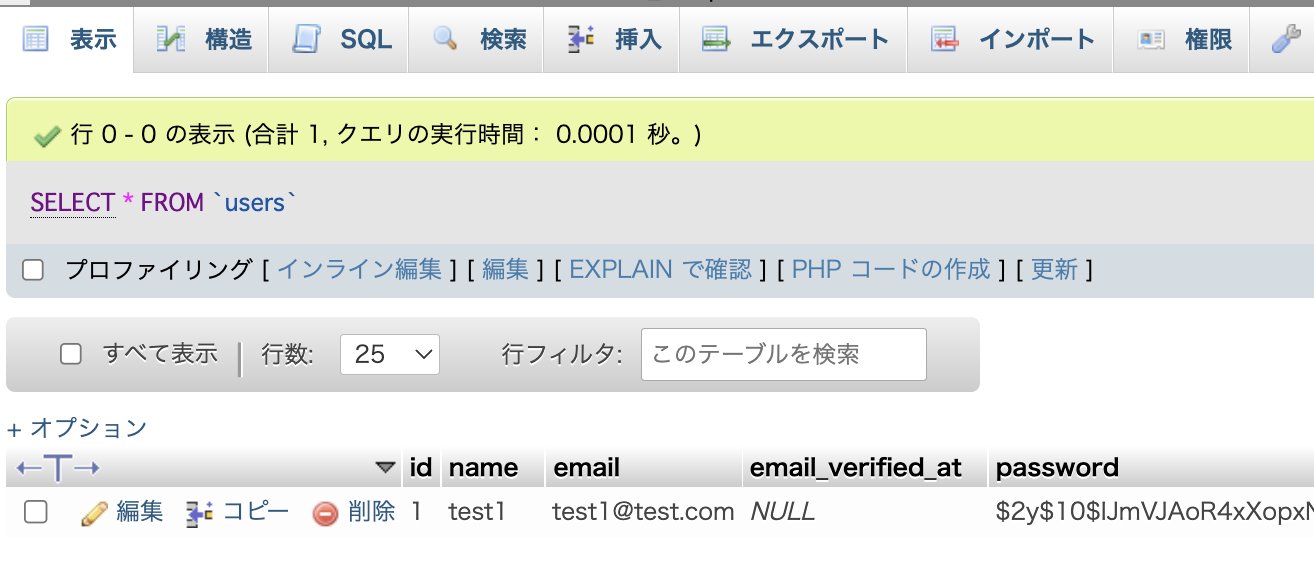 表示 構造 SQL 検索 挿入 エクスポート インポート 権限
行 0 - 0 の表示 (合計 1, クエリの実行時間： 0.0001 秒。)
SELECT * FROM `users`
プロファイリング [ インライン編集 ] [ 編集 ] [ EXPLAIN で確認 ] [ PHP コードの作成 ] [ 更新 ]
すべて表示 | 行数: 25 行フィルタ: このテーブルを検索
+ オプション
←T→ id name email email_verified_at password
編集 コピー 削除 1 test1 test1@test.com NULL $2y$10$IJmVJAoR4xXopxN